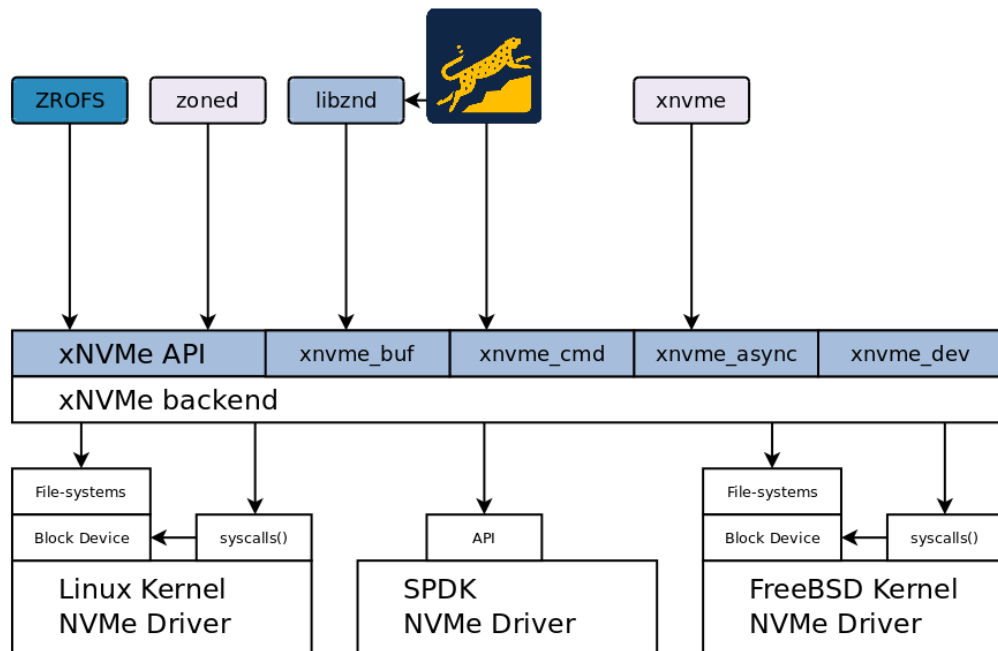 ZROFS
zoned
libznd
xnvme
xNVMe API
xnvme_buf
xnvme_cmd
xnvme_async
xnvme_dev
xNVMe backend
File-systems
File-systems
Block Device
syscalls()
API
Block Device
syscalls()
Linux Kernel
NVMe Driver
SPDK
NVMe Driver
FreeBSD Kernel
NVMe Driver